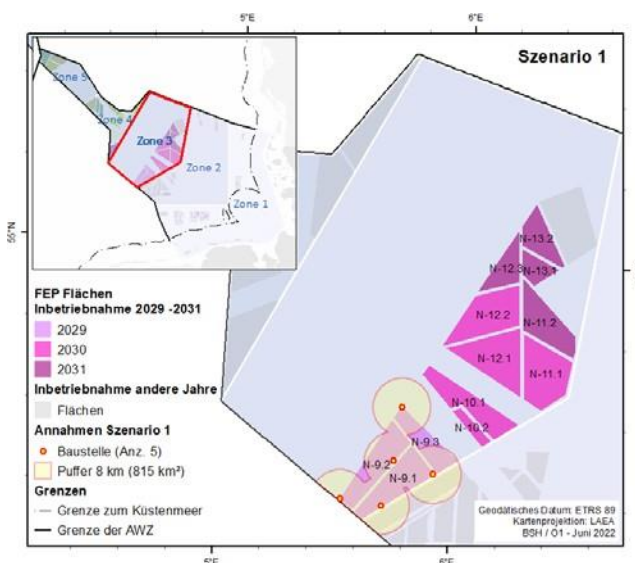 5°E
6°E
Szenario 1
Zone 5
Zone 4
Zone 3
Zone 2
Zone 1
55°N
N-13.2
N-12.3
N-13.1
N-12.2
N-11.2
N-12.1
N-11.1
N-10.1
N-10.2
N-9.3
N-9.2
N-9.1
FEP Flächen
Inbetriebnahme 2029 -2031
2029
2030
2031
Inbetriebnahme andere Jahre
Flächen
Annahmen Szenario 1
Baustelle (Anz. 5)
Puffer 8 km (815 km²)
Grenzen
Grenze zum Küstenmeer
Grenze der AWZ
Geodätisches Datum: ETRS 89
Kartenprojektion: LAEA
BSH / O1 - Juni 2022
5°E
6°E